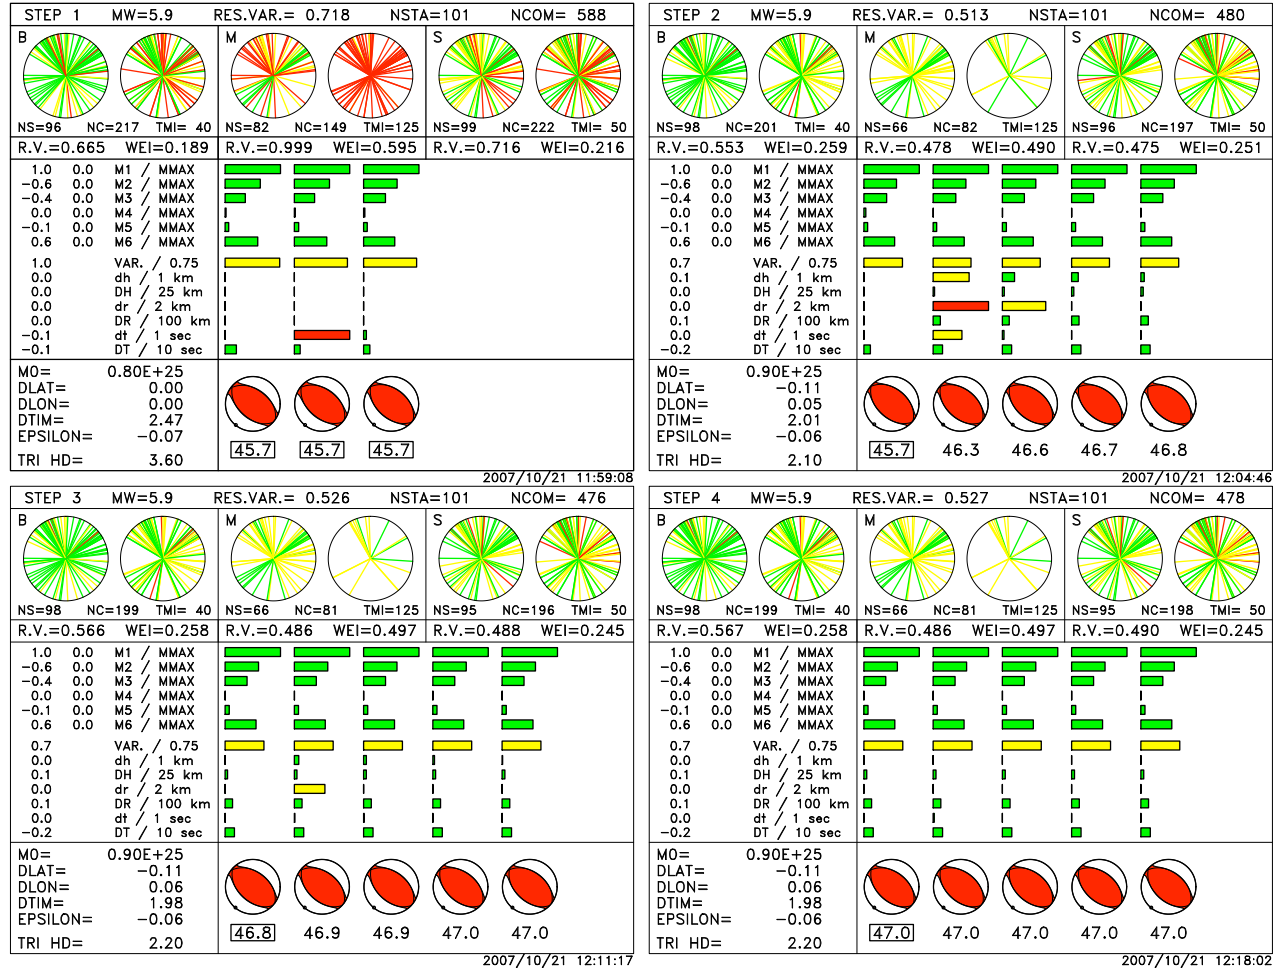 STEP 1 MW=5.9 RES.VAR.= 0.718 NSTA=101 NCOM= 588
B M S
NS=96 NC=217 TMI= 40 NS=82 NC=149 TMI=125 NS=99 NC=222 TMI= 50
R.V.=0.665 WEI=0.189 R.V.=0.999 WEI=0.595 R.V.=0.716 WEI=0.216
1.0 0.0 M1 / MMAX
-0.6 0.0 M2 / MMAX
-0.4 0.0 M3 / MMAX
0.0 0.0 M4 / MMAX
-0.1 0.0 M5 / MMAX
0.6 0.0 M6 / MMAX
1.0 VAR. / 0.75
0.0 dh / 1 km
0.0 DH / 25 km
0.0 dr / 2 km
0.0 DR / 100 km
-0.1 dt / 1 sec
-0.1 DT / 10 sec
M0= 0.80E+25
DLAT= 0.00
DLON= 0.00
DTIM= 2.47
EPSILON= -0.07
TRI HD= 3.60
45.7 45.7 45.7
2007/10/21 11:59:08
STEP 2 MW=5.9 RES.VAR.= 0.513 NSTA=101 NCOM= 480
B M S
NS=98 NC=201 TMI= 40 NS=66 NC=82 TMI=125 NS=96 NC=197 TMI= 50
R.V.=0.553 WEI=0.259 R.V.=0.478 WEI=0.490 R.V.=0.475 WEI=0.251
1.0 0.0 M1 / MMAX
-0.6 0.0 M2 / MMAX
-0.4 0.0 M3 / MMAX
0.0 0.0 M4 / MMAX
-0.1 0.0 M5 / MMAX
0.6 0.0 M6 / MMAX
0.7 VAR. / 0.75
0.1 dh / 1 km
0.0 DH / 25 km
0.0 dr / 2 km
0.1 DR / 100 km
0.0 dt / 1 sec
-0.2 DT / 10 sec
M0= 0.90E+25
DLAT= -0.11
DLON= 0.05
DTIM= 2.01
EPSILON= -0.06
TRI HD= 2.10
45.7 46.3 46.6 46.7 46.8
2007/10/21 12:04:46
STEP 3 MW=5.9 RES.VAR.= 0.526 NSTA=101 NCOM= 476
B M S
NS=98 NC=199 TMI= 40 NS=66 NC=81 TMI=125 NS=95 NC=196 TMI= 50
R.V.=0.566 WEI=0.258 R.V.=0.486 WEI=0.497 R.V.=0.488 WEI=0.245
1.0 0.0 M1 / MMAX
-0.6 0.0 M2 / MMAX
-0.4 0.0 M3 / MMAX
0.0 0.0 M4 / MMAX
-0.1 0.0 M5 / MMAX
0.6 0.0 M6 / MMAX
0.7 VAR. / 0.75
0.0 dh / 1 km
0.1 DH / 25 km
0.0 dr / 2 km
0.1 DR / 100 km
0.0 dt / 1 sec
-0.2 DT / 10 sec
M0= 0.90E+25
DLAT= -0.11
DLON= 0.06
DTIM= 1.98
EPSILON= -0.06
TRI HD= 2.20
46.8 46.9 46.9 47.0 47.0
2007/10/21 12:11:17
STEP 4 MW=5.9 RES.VAR.= 0.527 NSTA=101 NCOM= 478
B M S
NS=98 NC=199 TMI= 40 NS=66 NC=81 TMI=125 NS=95 NC=198 TMI= 50
R.V.=0.567 WEI=0.258 R.V.=0.486 WEI=0.497 R.V.=0.490 WEI=0.245
1.0 0.0 M1 / MMAX
-0.6 0.0 M2 / MMAX
-0.4 0.0 M3 / MMAX
0.0 0.0 M4 / MMAX
-0.1 0.0 M5 / MMAX
0.6 0.0 M6 / MMAX
0.7 VAR. / 0.75
0.0 dh / 1 km
0.1 DH / 25 km
0.0 dr / 2 km
0.1 DR / 100 km
0.0 dt / 1 sec
-0.2 DT / 10 sec
M0= 0.90E+25
DLAT= -0.11
DLON= 0.06
DTIM= 1.98
EPSILON= -0.06
TRI HD= 2.20
47.0 47.0 47.0 47.0 47.0
2007/10/21 12:18:02